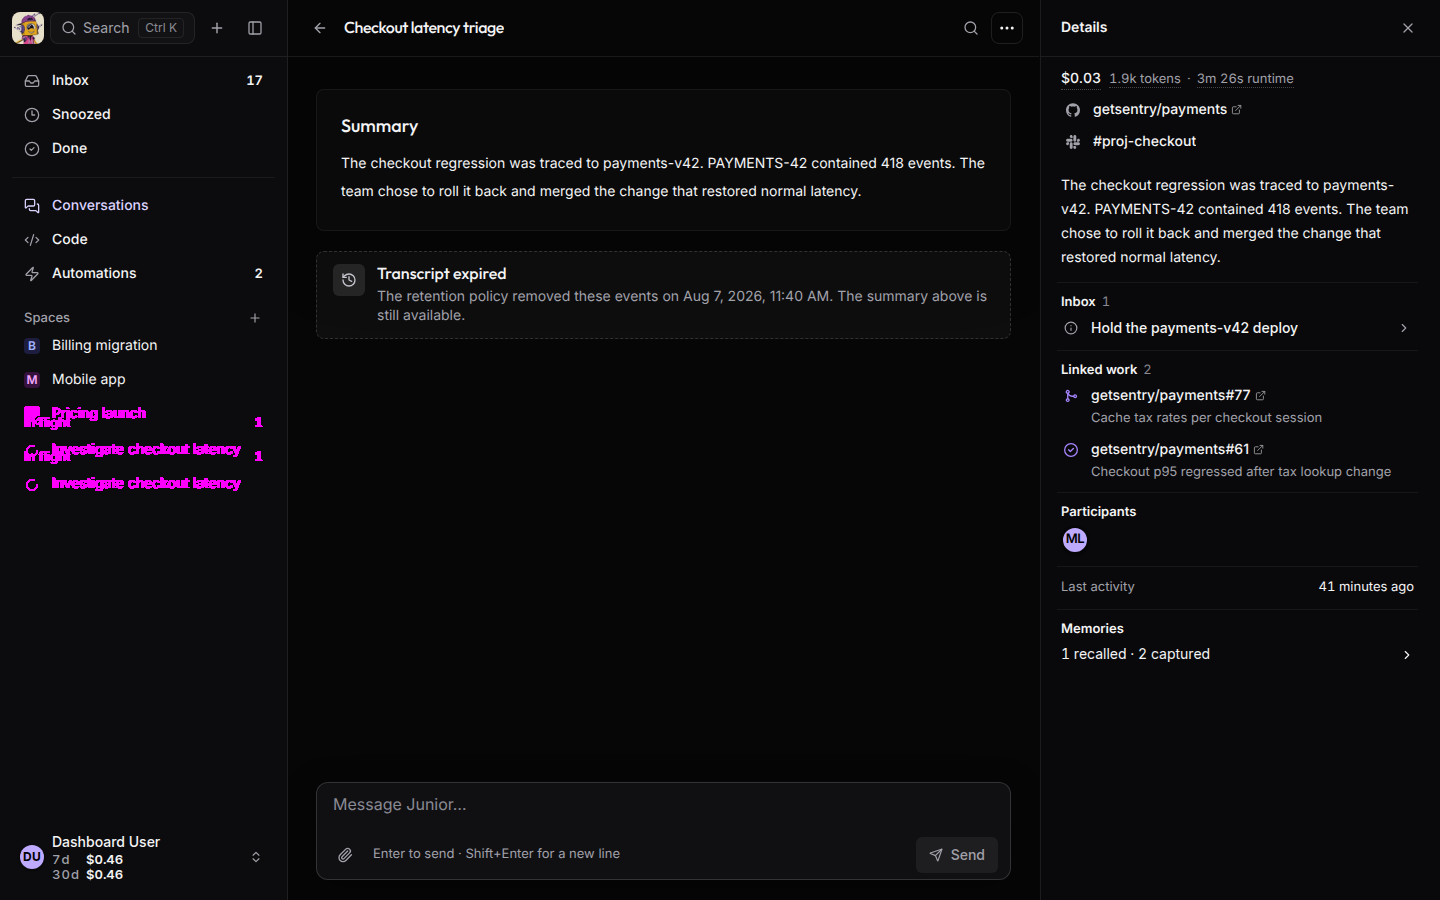 Search Ctrl K
Inbox 17
Snoozed
Done
Conversations
Code
Automations 2
Spaces
B Billing migration
M Mobile app
Pricing launch
In flight 1
Investigate checkout latency
In flight 1
Investigate checkout latency
DU Dashboard User
7d $0.46
30d $0.46
Checkout latency triage
Summary
The checkout regression was traced to payments-v42. PAYMENTS-42 contained 418 events. The
team chose to roll it back and merged the change that restored normal latency.
Transcript expired
The retention policy removed these events on Aug 7, 2026, 11:40 AM. The summary above is
still available.
Message Junior...
Enter to send · Shift+Enter for a new line
Send
Details
$0.03 1.9k tokens · 3m 26s runtime
getsentry/payments
#proj-checkout
The checkout regression was traced to payments-
v42. PAYMENTS-42 contained 418 events. The team
chose to roll it back and merged the change that
restored normal latency.
Inbox 1
Hold the payments-v42 deploy
Linked work 2
getsentry/payments#77
Cache tax rates per checkout session
getsentry/payments#61
Checkout p95 regressed after tax lookup change
Participants
ML
Last activity 41 minutes ago
Memories
1 recalled · 2 captured